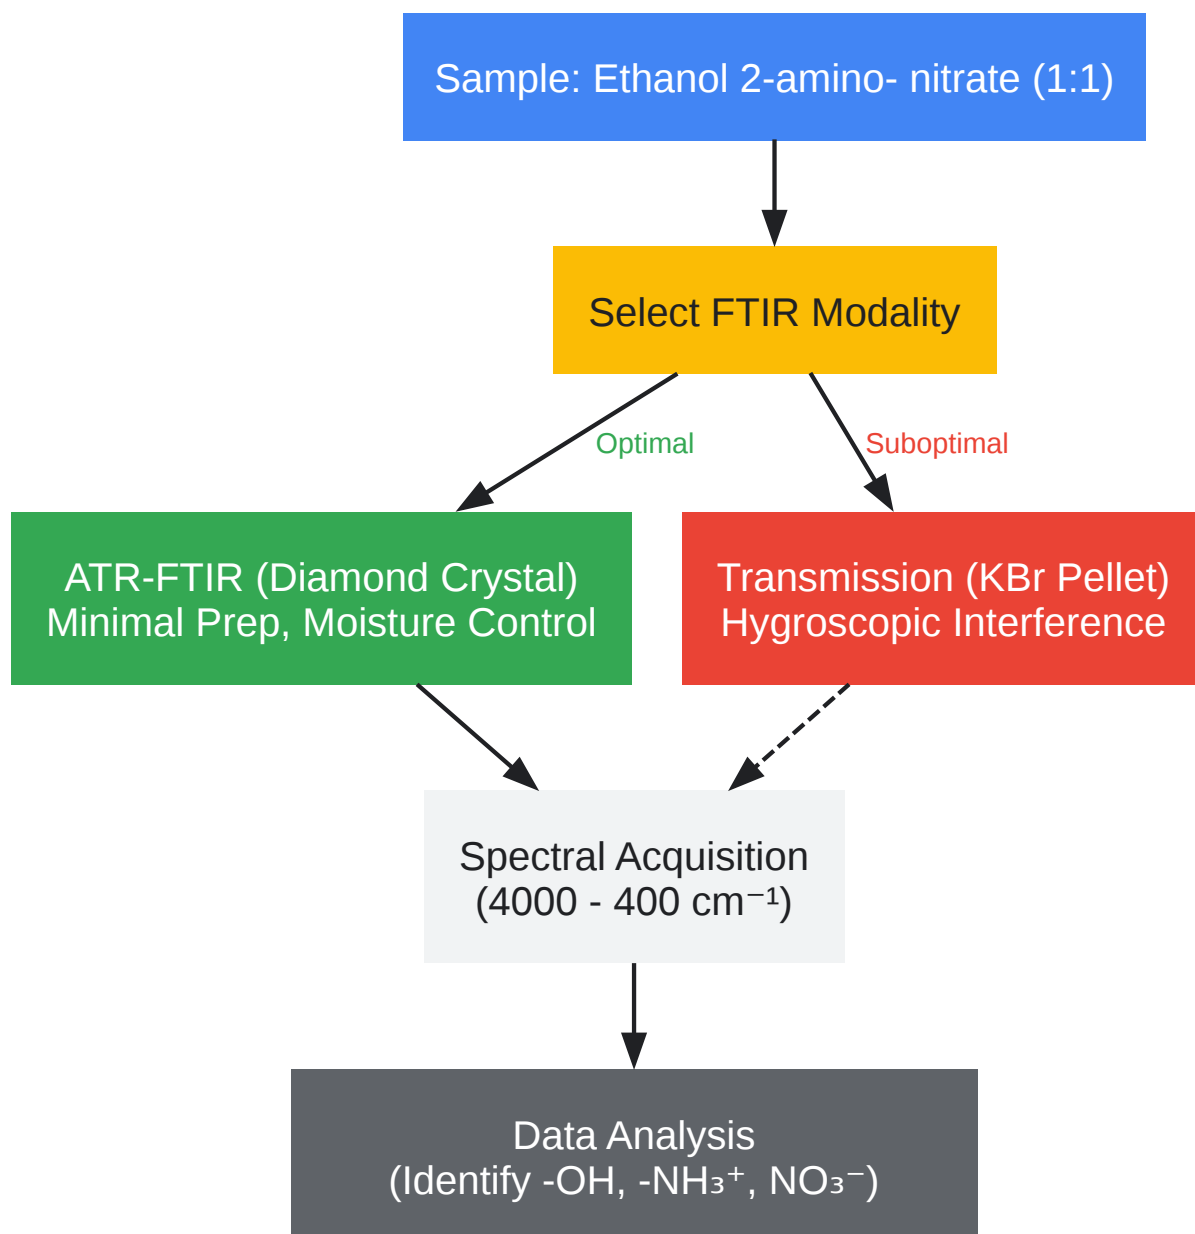 Sample: Ethanol 2-amino- nitrate (1:1)
Select FTIR Modality
Optimal
Suboptimal
ATR-FTIR (Diamond Crystal)
Minimal Prep, Moisture Control
Transmission (KBr Pellet)
Hygroscopic Interference
Spectral Acquisition
(4000 - 400 cm⁻¹)
Data Analysis
(Identify -OH, -NH₃⁺, NO₃⁻)